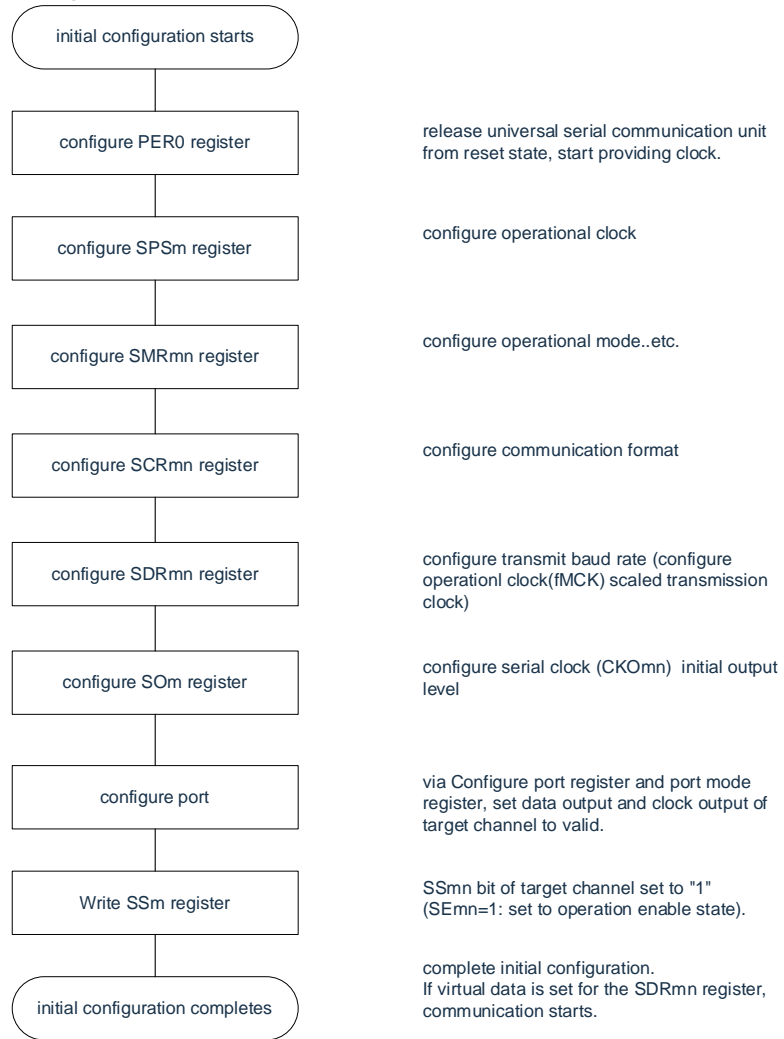 initial configuration starts
configure PER0 register
release universal serial communication unit
from reset state, start providing clock.
configure SPSm register
configure operational clock
configure SMRmn register
configure operational mode..etc.
configure SCRmn register
configure communication format
configure SDRmn register
configure transmit baud rate (configure
operationl clock(fMCK) scaled transmission
clock)
configure SOm register
configure serial clock (CKOmn) initial output
level
configure port
via Configure port register and port mode
register, set data output and clock output of
target channel to valid.
Write SSm register
SSmn bit of target channel set to "1"
(SEmn=1: set to operation enable state).
initial configuration completes
complete initial configuration.
If virtual data is set for the SDRmn register,
communication starts.